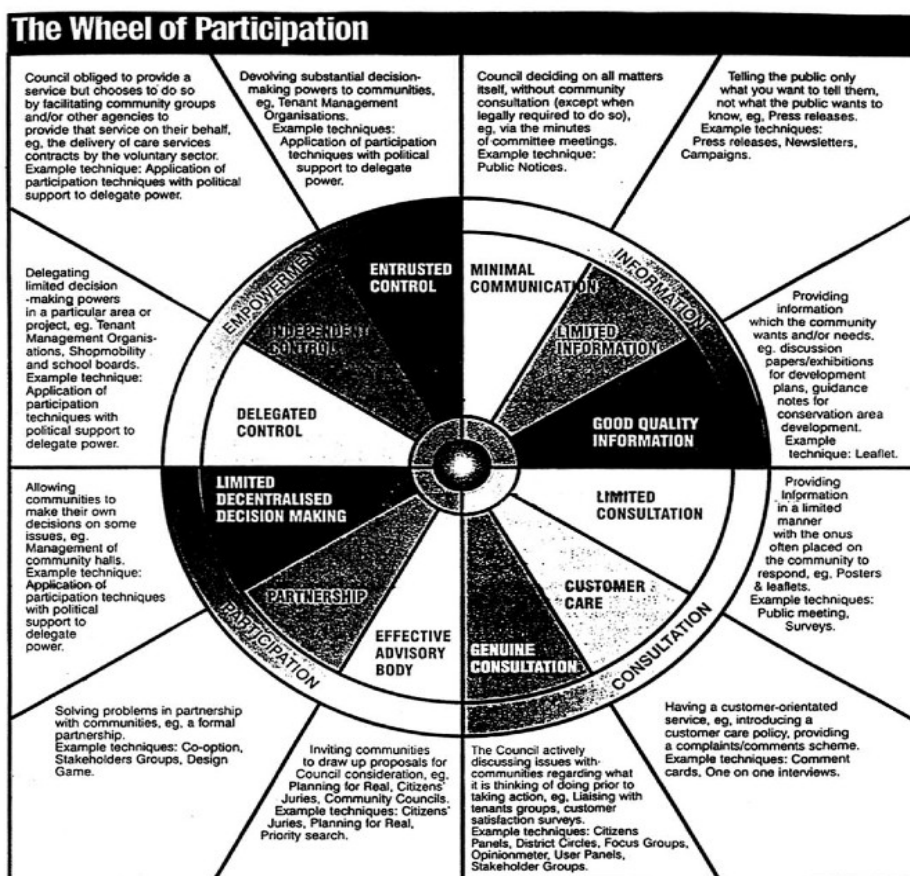 The Wheel of Participation
Council obliged to provide a
service but chooses to do so
by facilitating community groups
and/or other agencies to
provide that service on their behalf,
eg, the delivery of care services
contracts by the voluntary sector.
Example technique: Application of
participation techniques with political
support to delegate power.
Devolving substantial decision-
making powers to communities,
eg, Tenant Management
Organisations.
Example techniques:
Application of participation
techniques with political
support to delegate
power.
Council deciding on all matters
itself, without community
consultation (except when
legally required to do so),
eg, via the minutes
of committee meetings.
Example technique:
Public Notices.
Telling the public only
what you want to tell them,
not what the public wants to
know, eg, Press releases.
Example techniques:
Press releases, Newsletters,
Campaigns.
Delegating
limited decision
-making powers
in a particular area or
project, eg. Tenant
Management Organis-
ations, Shopmobility
and school boards.
Example technique:
Application of
participation
techniques with
political support to
delegate power.
EMPOWERMENT
ENTRUSTED
CONTROL
INDEPENDENT
CONTROL
DELEGATED
CONTROL
INFORMATION
MINIMAL
COMMUNICATION
LIMITED
INFORMATION
GOOD QUALITY
INFORMATION
Providing
information
which the community
wants and/or needs,
eg. discussion
papers/exhibitions
for development
plans, guidance
notes for
conservation area
development.
Example
technique: Leaflet.
Allowing
communities to
make their own
decisions on some
issues, eg.
Management of
community halls.
Example technique:
Application of
participation techniques
with political
support to
delegate
power.
LIMITED
DECENTRALISED
DECISION MAKING
PARTNERSHIP
EFFECTIVE
ADVISORY
BODY
PARTICIPATION
LIMITED
CONSULTATION
CUSTOMER
CARE
GENUINE
CONSULTATION
CONSULTATION
Providing
Information
in a limited
manner
with the onus
often placed on
the community to
respond, eg, Posters
& leaflets.
Example techniques:
Public meeting,
Surveys.
Solving problems in partnership
with communities, eg, a formal
partnership.
Example techniques: Co-option,
Stakeholders Groups, Design
Game.
Inviting communities
to draw up proposals for
Council consideration, eg,
Planning for Real, Citizens'
Juries, Community Councils.
Example techniques: Citizens'
Juries, Planning for Real,
Priority search.
The Council actively
discussing issues with
communities regarding what
it is thinking of doing prior to
taking action, eg, Liaising with
tenants groups, customer
satisfaction surveys.
Example techniques: Citizens
Panels, District Circles, Focus Groups,
Opinionmeter, User Panels,
Stakeholder Groups.
Having a customer-orientated
service, eg, introducing a
customer care policy, providing
a complaints/comments scheme.
Example techniques: Comment
cards, One on one interviews.